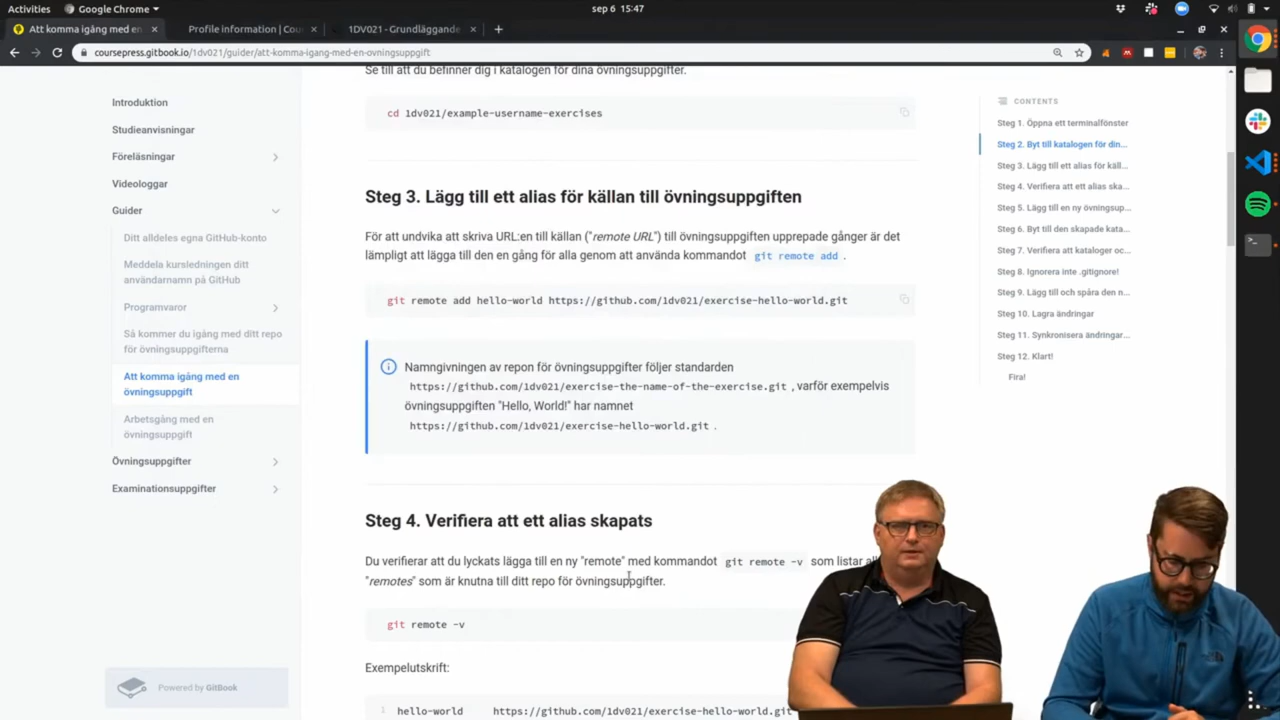 Activities
Google Chrome
sep 6 15:47
Att komma igång med en
Profile information | Cou
1DV021 - Grundläggande
coursepress.gitbook.io/1dv021/guider/att-komma-igang-med-en-ovningsuppgift
Introduktion
Studieanvisningar
Föreläsningar
Videologgar
Guider
Ditt alldeles egna GitHub-konto
Meddela kursledningen ditt
användarnamn på GitHub
Programvaror
Så kommer du igång med ditt repo
för övningsuppgifterna
Att komma igång med en
övningsuppgift
Arbetsgång med en
övningsuppgift
Övningsuppgifter
Examinationsuppgifter
Powered by GitBook
Se till att du befinner dig i katalogen för dina övningsuppgifter.
cd 1dv021/example-username-exercises
Steg 3. Lägg till ett alias för källan till övningsuppgiften
För att undvika att skriva URL:en till källan ("remote URL") till övningsuppgiften upprepade gånger är det
lämpligt att lägga till den en gång för alla genom att använda kommandot git remote add .
git remote add hello-world https://github.com/1dv021/exercise-hello-world.git
Namngivningen av repon för övningsuppgifter följer standarden
https://github.com/1dv021/exercise-the-name-of-the-exercise.git , varför exempelvis
övningsuppgiften "Hello, World!" har namnet
https://github.com/1dv021/exercise-hello-world.git .
Steg 4. Verifiera att ett alias skapats
Du verifierar att du lyckats lägga till en ny "remote" med kommandot git remote -v som listar al
"remotes" som är knutna till ditt repo för övningsuppgifter.
git remote -v
Exempelutskrift:
1 hello-world https://github.com/1dv021/exercise-hello-world.git
CONTENTS
Steg 1. Öppna ett terminalfönster
Steg 2. Byt till katalogen för din...
Steg 3. Lägg till ett alias för käll...
Steg 4. Verifiera att ett alias ska...
Steg 5. Lägg till en ny övningsup...
Steg 6. Byt till den skapade kata...
Steg 7. Verifiera att kataloger oc...
Steg 8. Ignorera inte .gitignore!
Steg 9. Lägg till och spåra den n...
Steg 10. Lagra ändringar
Steg 11. Synkronisera ändringar...
Steg 12. Klart!
Fira!